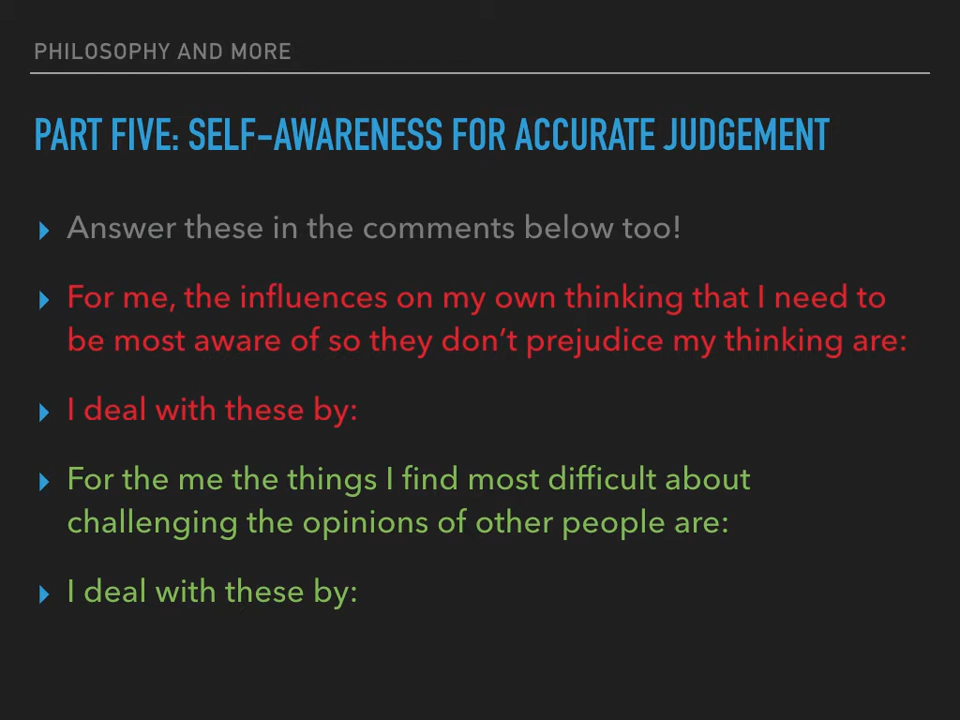 PHILOSOPHY AND MORE
PART FIVE: SELF-AWARENESS FOR ACCURATE JUDGEMENT
▸ Answer these in the comments below too!
▸ For me, the influences on my own thinking that I need to
be most aware of so they don’t prejudice my thinking are:
▸ I deal with these by:
▸ For the me the things I find most difficult about
challenging the opinions of other people are:
▸ I deal with these by: